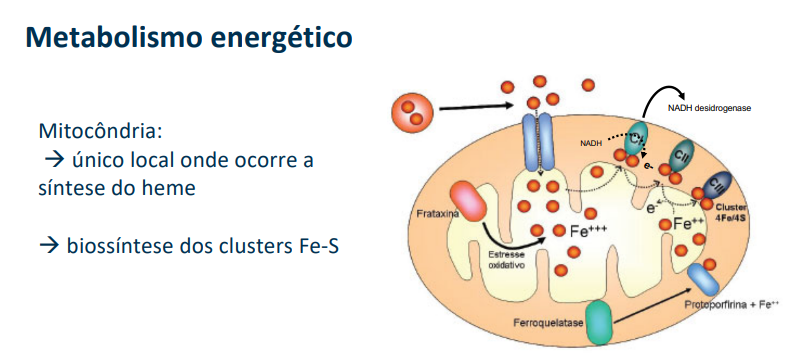 Metabolismo energético
Mitocôndria:
→ único local onde ocorre a
síntese do heme
→ biossíntese dos clusters Fe-S
NADH desidrogenase
NADH
CI
e-
CII
CIII
Cluster
4Fe/4S
e-
Fe++
Frataxina
Fe+++
Estresse
oxidativo
Protoporfirina + Fe++
Ferroquelatase